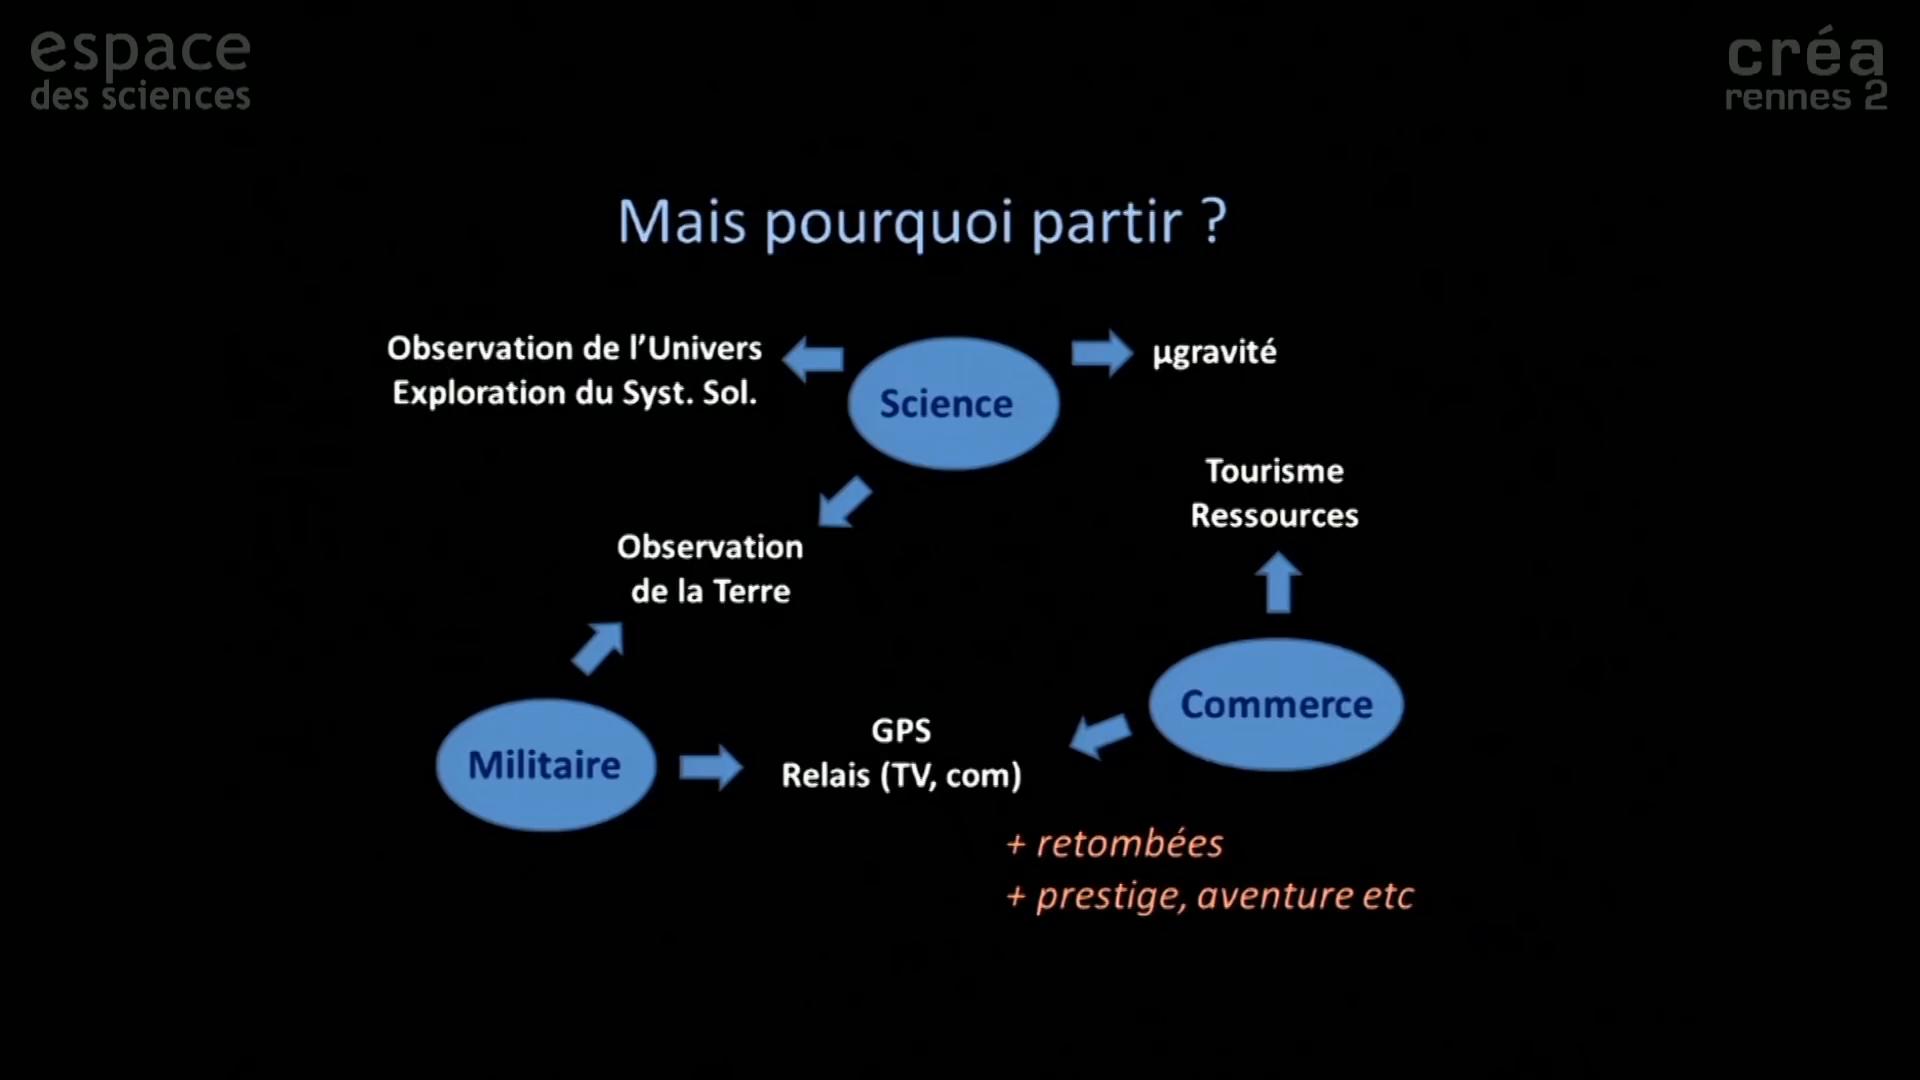 espace
des sciences
créa
rennes 2
Mais pourquoi partir ?
Observation de l’Univers
Exploration du Syst. Sol.
Science
µgravité
Tourisme
Ressources
Observation
de la Terre
Commerce
Militaire
GPS
Relais (TV, com)
+ retombées
+ prestige, aventure etc